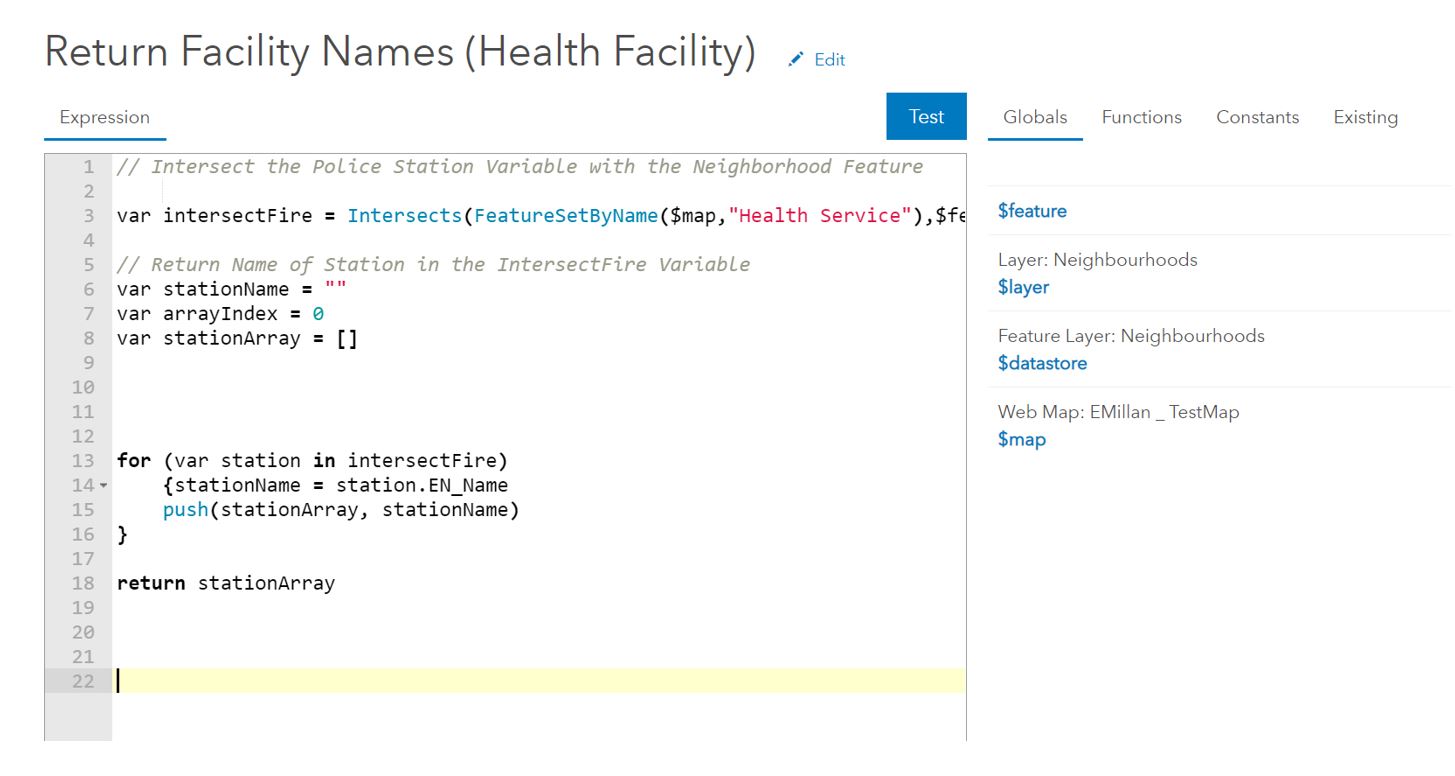 Return Facility Names (Health Facility)
Edit
Expression
Test
Globals
Functions
Constants
Existing
1 // Intersect the Police Station Variable with the Neighborhood Feature
2
3 var intersectFire = Intersects(FeatureSetByName($map,"Health Service"),$fe
4
5 // Return Name of Station in the IntersectFire Variable
6 var stationName = ""
7 var arrayIndex = 0
8 var stationArray = []
9
10
11
12
13 for (var station in intersectFire)
14 {stationName = station.EN_Name
15 push(stationArray, stationName)
16 }
17
18 return stationArray
19
20
21
22
$feature
Layer: Neighbourhoods
$layer
Feature Layer: Neighbourhoods
$datastore
Web Map: EMillan _ TestMap
$map